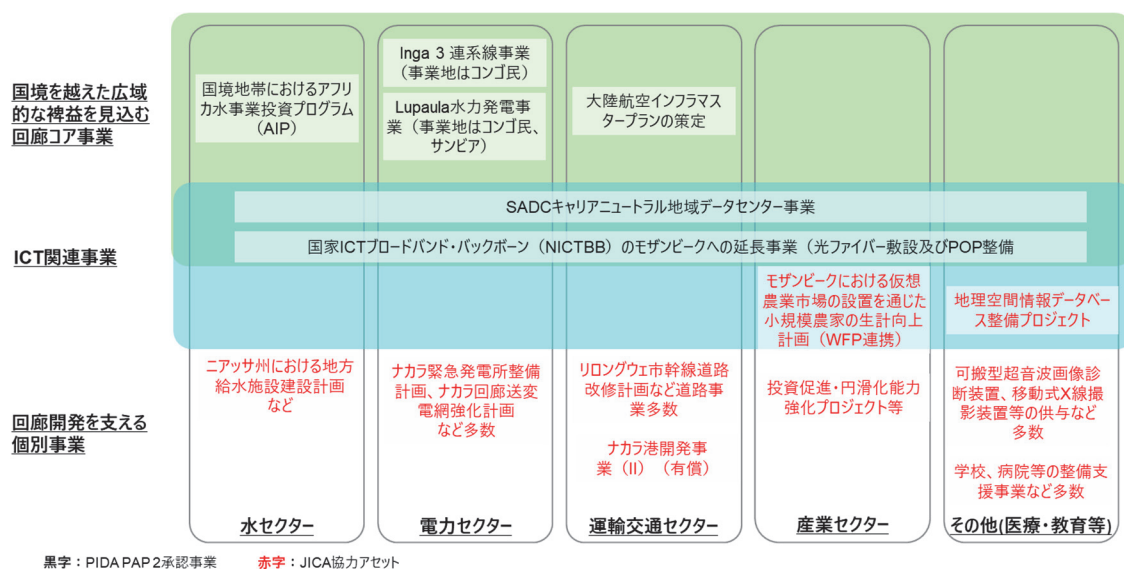 国境を越えた広域
的な裨益を見込む
回廊コア事業
国境地帯におけるアフリ
カ水事業投資プログラム
（AIP）
Inga 3 連系線事業
（事業地はコンゴ民）
Lupaula水力発電事
業（事業地はコンゴ民、
サンビア）
大陸航空インフラマス
タープランの策定
ICT関連事業
SADCキャリアニュートラル地域データセンター事業
国家ICTブロードバンド・バックボーン（NICTBB）のモザンビークへの延長事業（光ファイバー敷設及びPOP整備
モザンビークにおける仮想
農業市場の設置を通じた
小規模農家の生計向上
計画（WFP連携）
地理空間情報データベー
ス整備プロジェクト
回廊開発を支える
個別事業
ニアッサ州における地方
給水施設建設計画
など
ナカラ緊急発電所整備
計画、ナカラ回廊送変
電網強化計画
など多数
リロングウェ市幹線道路
改修計画など道路事
業多数
ナカラ港開発事
業（II）（有償）
投資促進・円滑化能力
強化プロジェクト等
可搬型超音波画像診
断装置、移動式X線撮
影装置等の供与など
多数
学校、病院等の整備支
援事業など多数
水セクター
電力セクター
運輸交通セクター
産業セクター
その他(医療・教育等)
黒字：PIDA PAP 2承認事業
赤字：JICA協力アセット